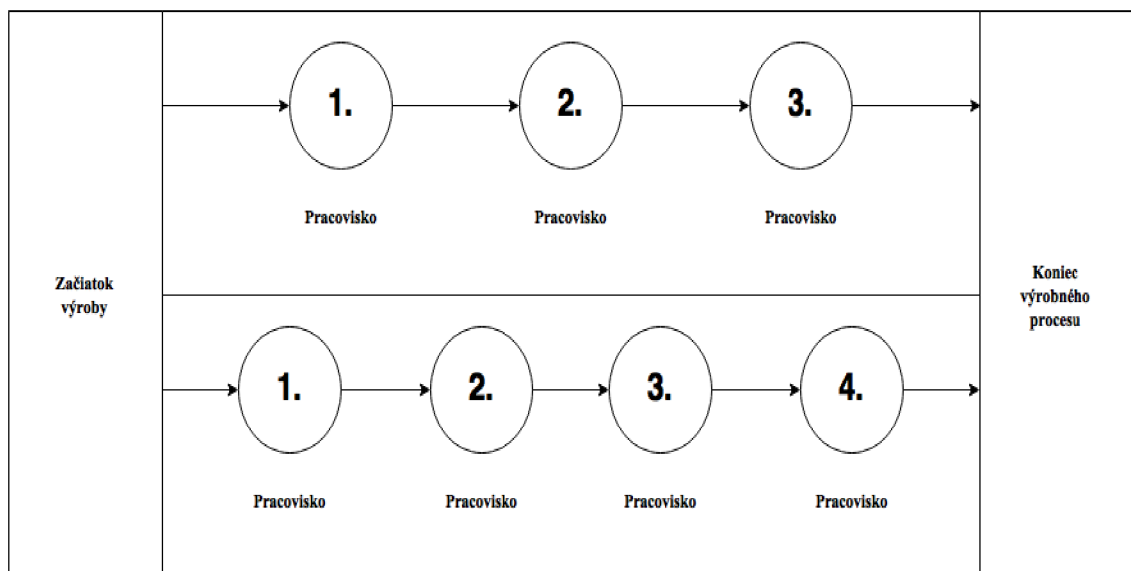 1.
2.
3.
Pracovisko
Pracovisko
Pracovisko
Začiatok
výroby
Koniec
výrobného
procesu
1.
2.
3.
4.
Pracovisko
Pracovisko
Pracovisko
Pracovisko